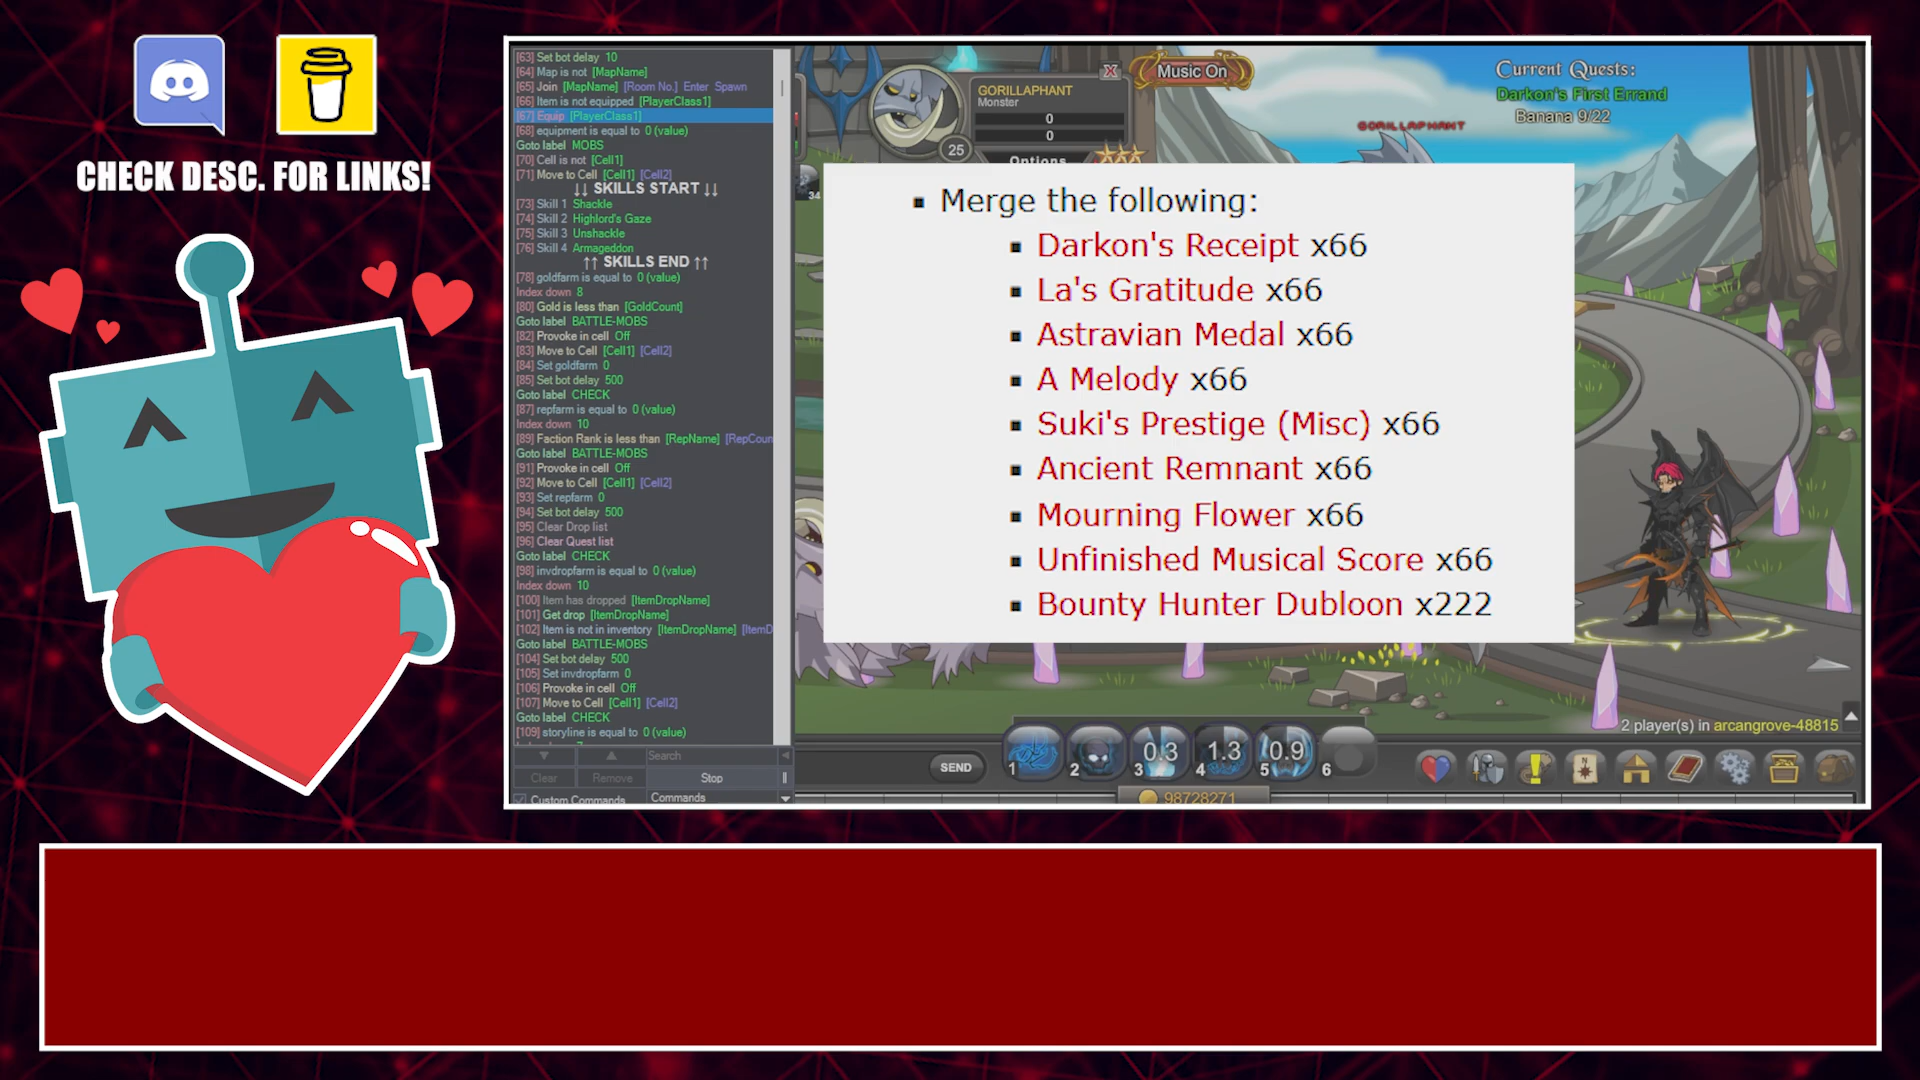 CHECK DESC. FOR LINKS!
[63] Set bot delay 10
[64] Map is not [MapName]
[65] Join [MapName] [Room No.] Enter Spawn
[66] Item is not equipped [PlayerClass1]
[67] Equip [PlayerClass1]
[68] equipment is equal to 0 (value)
Goto label MOBS
[70] Cell is not [Cell1]
[71] Move to Cell [Cell1] [Cell2]
↓↓ SKILLS START ↓↓
[73] Skill 1 Shackle
[74] Skill 2 Highlord's Gaze
[75] Skill 3 Unshackle
[76] Skill 4 Armageddon
↑↑ SKILLS END ↑↑
[78] goldfarm is equal to 0 (value)
Index down 8
[80] Gold is less than [GoldCount]
Goto label BATTLE-MOBS
[82] Provoke in cell Off
[83] Move to Cell [Cell1] [Cell2]
[84] Set goldfarm 0
[85] Set bot delay 500
Goto label CHECK
[87] repfarm is equal to 0 (value)
Index down 10
[89] Faction Rank is less than [RepName] [RepCoun
Goto label BATTLE-MOBS
[91] Provoke in cell Off
[92] Move to Cell [Cell1] [Cell2]
[93] Set repfarm 0
[94] Set bot delay 500
[95] Clear Drop list
[96] Clear Quest list
Goto label CHECK
[98] invdropfarm is equal to 0 (value)
Index down 10
[100] Item has dropped [ItemDropName]
[101] Get drop [ItemDropName]
[102] Item is not in inventory [ItemDropName] [ItemD
Goto label BATTLE-MOBS
[104] Set bot delay 500
[105] Set invdropfarm 0
[106] Provoke in cell Off
[107] Move to Cell [Cell1] [Cell2]
Goto label CHECK
[109] storyline is equal to 0 (value)
Search
Clear Remove Stop
Custom Commands Commands
GORILLAPHANT
Monster
0
0
25
Options
X
Music On
Current Quests:
Darkon's First Errand
Banana 9/22
GORILLAPHANT
34
Merge the following:
Darkon's Receipt x66
La's Gratitude x66
Astravian Medal x66
A Melody x66
Suki's Prestige (Misc) x66
Ancient Remnant x66
Mourning Flower x66
Unfinished Musical Score x66
Bounty Hunter Dubloon x222
2 player(s) in arcangrove-48815
SEND
0.3 1.3 0.9
1 2 3 4 5 6
98728271